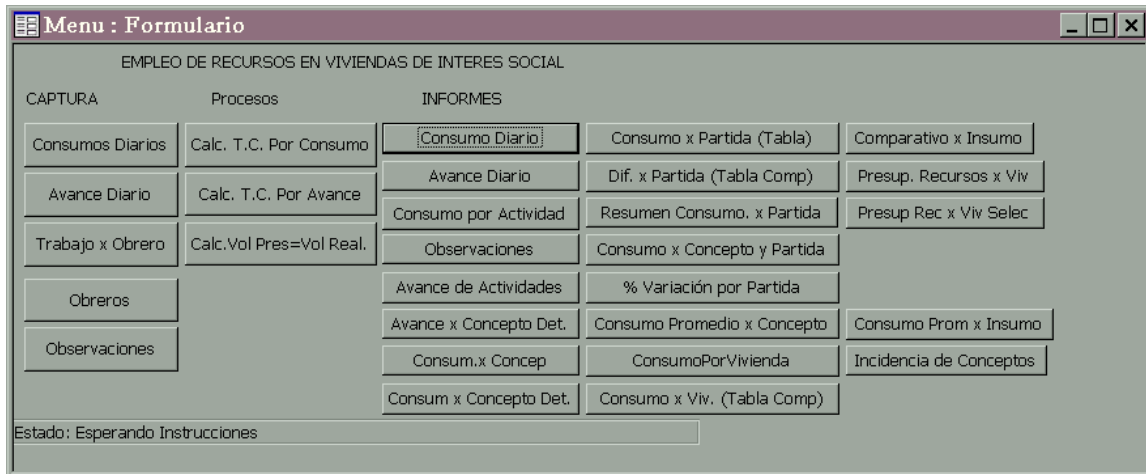 Menu : Formulario
EMPLEO DE RECURSOS EN VIVIENDAS DE INTERES SOCIAL
CAPTURA
Consumos Diarios
Avance Diario
Trabajo x Obrero
Obreros
Observaciones
Procesos
Calc. T.C. Por Consumo
Calc. T.C. Por Avance
Calc.Vol Pres=Vol Real.
INFORMES
Consumo Diario
Avance Diario
Consumo por Actividad
Observaciones
Avance de Actividades
Avance x Concepto Det.
Consum.x Concep
Consum x Concepto Det.
Consumo x Partida (Tabla)
Dif. x Partida (Tabla Comp)
Resumen Consumo. x Partida
Consumo x Concepto y Partida
% Variación por Partida
Consumo Promedio x Concepto
ConsumoPorVivienda
Consumo x Viv. (Tabla Comp)
Comparativo x Insumo
Presup. Recursos x Viv
Presup Rec x Viv Selec
Consumo Prom x Insumo
Incidencia de Conceptos
Estado: Esperando Instrucciones